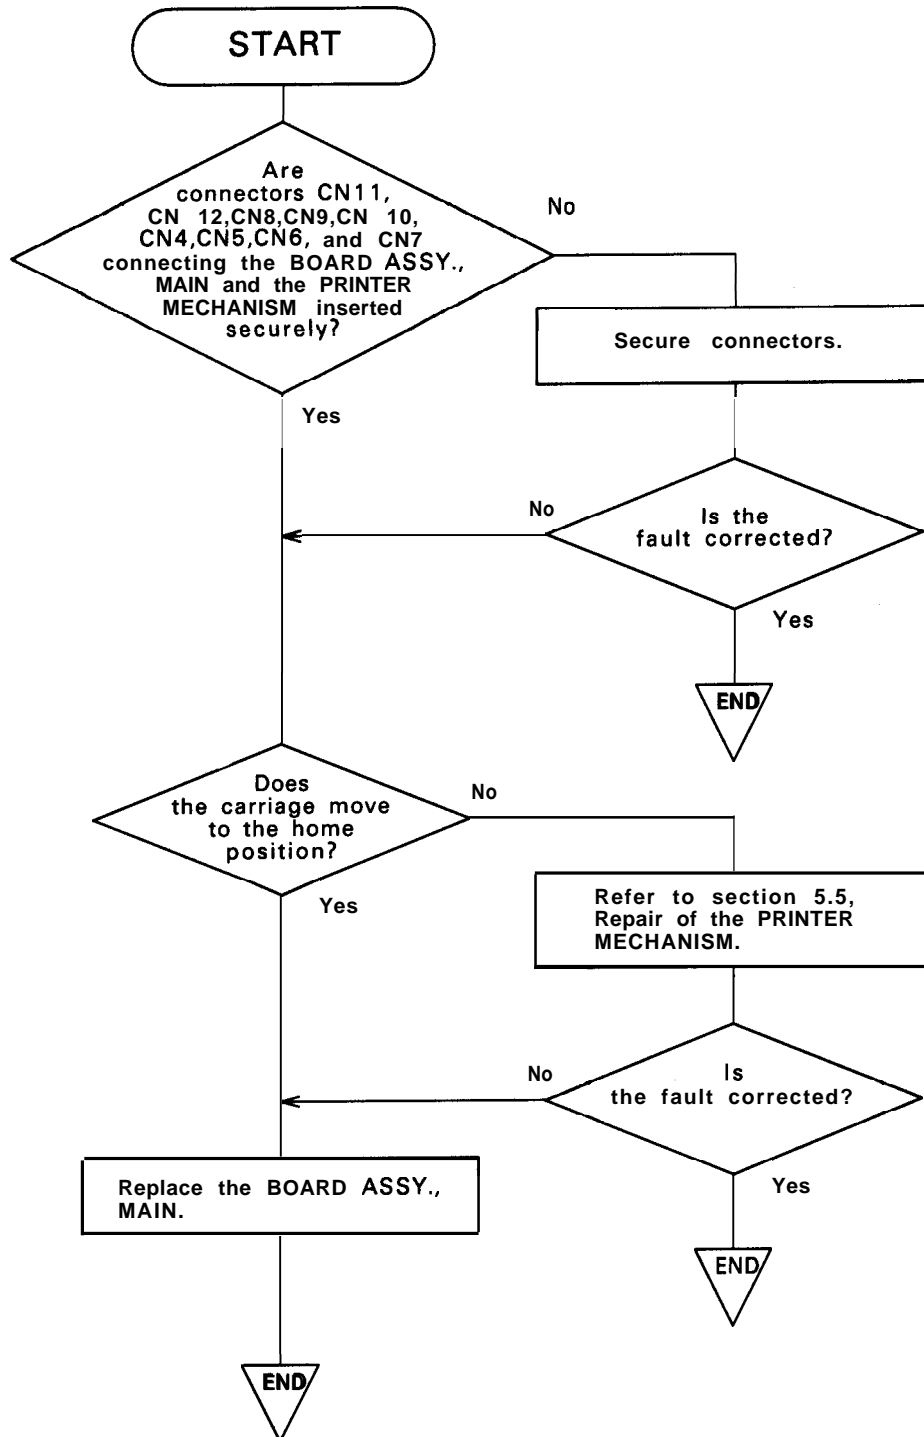 START
Are
connectors CN11,
CN 12,CN8,CN9,CN 10,
CN4,CN5,CN6, and CN7
connecting the BOARD ASSY.,
MAIN and the PRINTER
MECHANISM inserted
securely?
No
Secure connectors.
Yes
No
Is the
fault corrected?
Yes
END
Does
the carriage move
to the home
position?
No
Yes
Refer to section 5.5,
Repair of the PRINTER
MECHANISM.
No
Is
the fault corrected?
Yes
Replace the BOARD ASSY.,
MAIN.
END
END